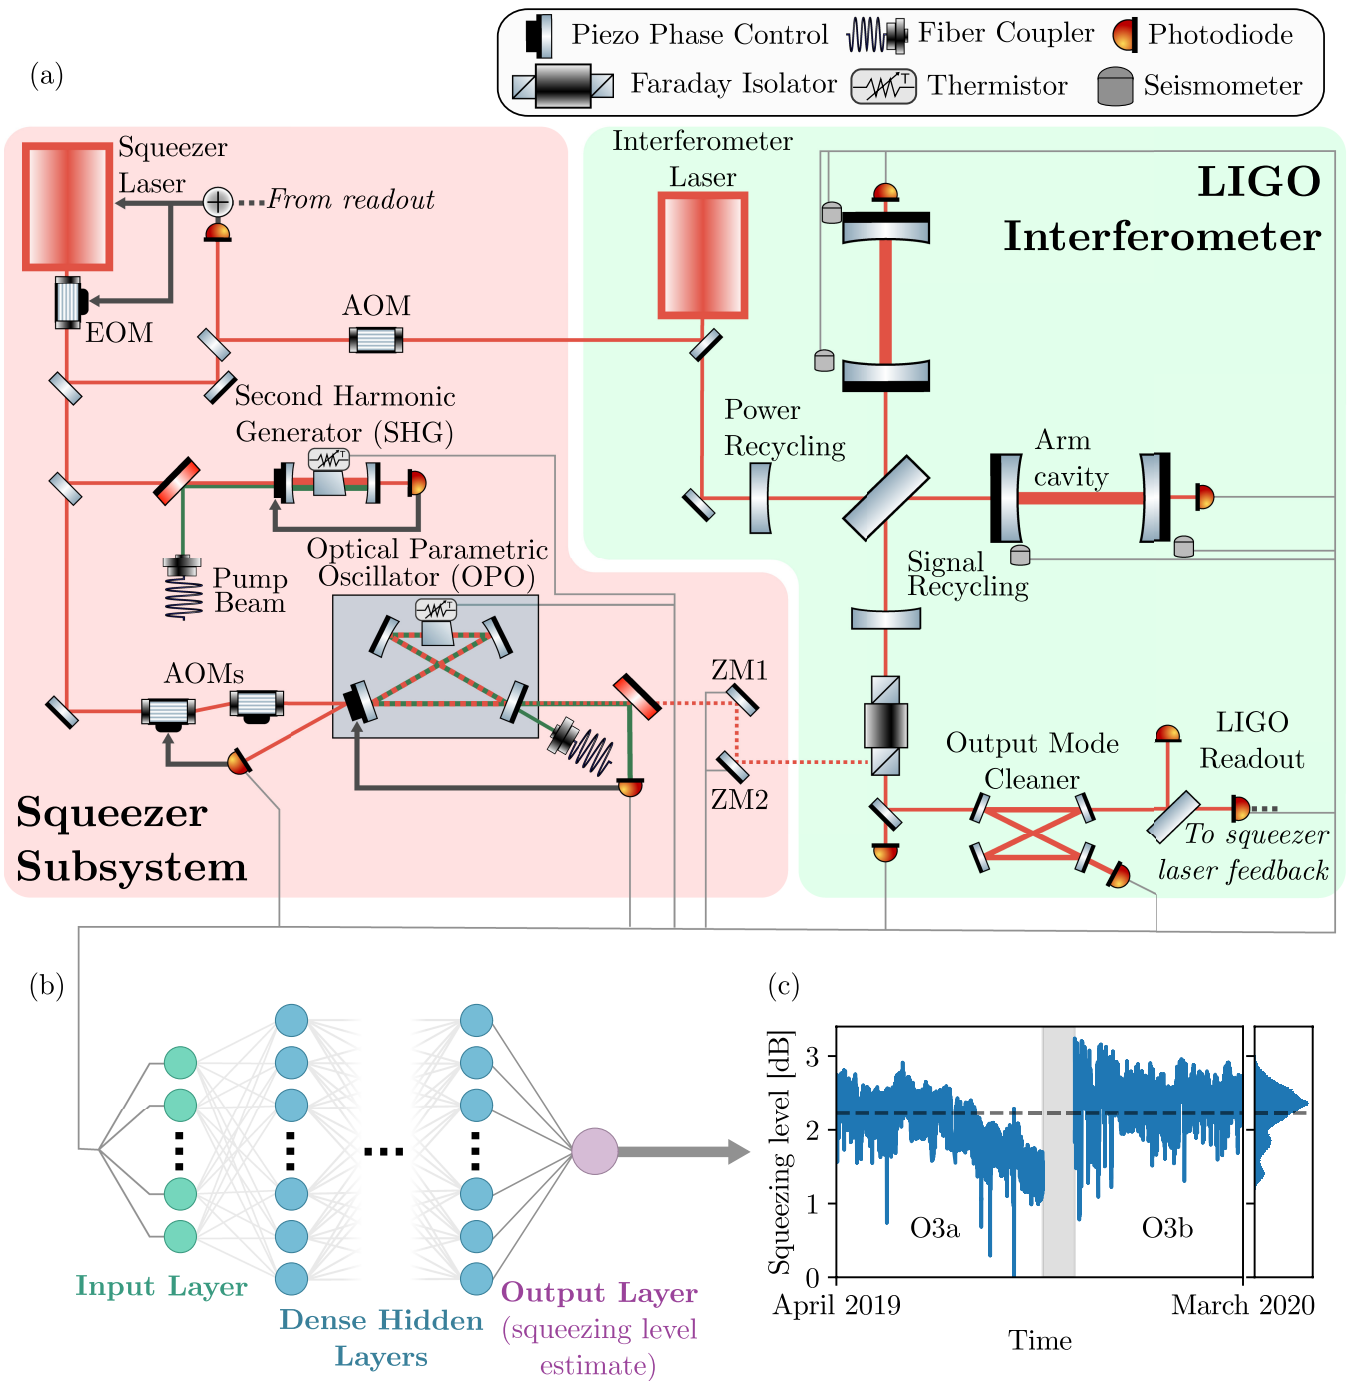 (a)
Piezo Phase Control
Fiber Coupler
Photodiode
Faraday Isolator
T
Thermistor
Seismometer
Squeezer
Laser
From readout
EOM
AOM
Second Harmonic
Generator (SHG)
T
Pump
Beam
Optical Parametric
Oscillator (OPO)
T
AOMs
ZM1
ZM2
Squeezer
Subsystem
Interferometer
Laser
LIGO
Interferometer
Power
Recycling
Arm
cavity
Signal
Recycling
Output Mode
Cleaner
LIGO
Readout
To squeezer
laser feedback
(b)
Input Layer
Dense Hidden
Layers
Output Layer
(squeezing level
estimate)
(c)
Squeezing level [dB]
3
2
1
0
O3a
O3b
April 2019
March 2020
Time